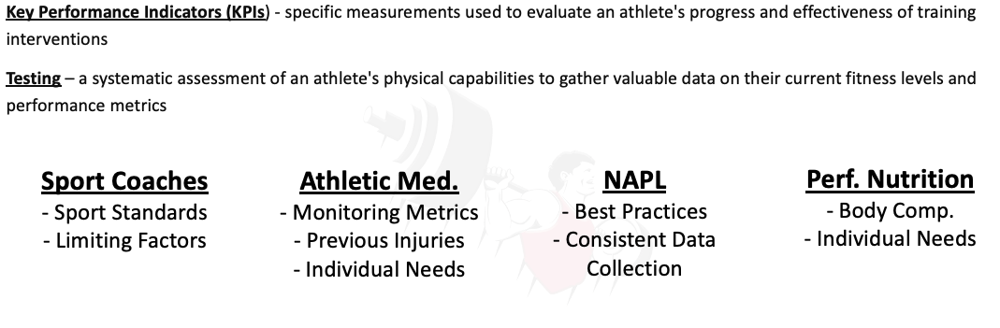 Key Performance Indicators (KPIs) - specific measurements used to evaluate an athlete's progress and effectiveness of training
interventions
Testing – a systematic assessment of an athlete's physical capabilities to gather valuable data on their current fitness levels and
performance metrics
Sport Coaches
- Sport Standards
- Limiting Factors
Athletic Med.
- Monitoring Metrics
- Previous Injuries
- Individual Needs
NAPL
- Best Practices
- Consistent Data
Collection
Perf. Nutrition
- Body Comp.
- Individual Needs